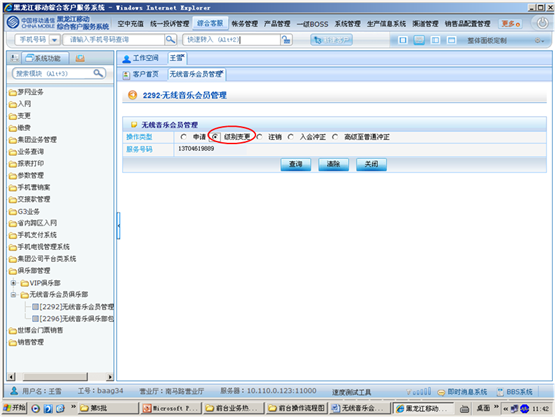 黑龙江移动综合客户服务系统 - Windows Internet Explorer
中国移动通信 CHINA MOBILE 黑龙江移动 综合客户服务系统 空中充值 统一投诉管理 综合客服 帐务管理 产品管理 一级BOSS 系统管理 生产信息系统 渠道管理 销售品配置管理 更多
手机号码 请输入手机号码查询 快速转入 (Alt+2) 整体面板定制
系统功能 工作空间 王雪
搜索模块 (Alt+3) 客户首页 无线音乐会员管理
2292-无线音乐会员管理
梦网业务
入网
变更
缴费
集团业务管理
业务查询
报表打印
参数管理
手机营销案
交接款管理
G3业务
省内跨区入网
手机支付系统
手机电视管理系统
集团公司平台类系统
俱乐部管理
VIP俱乐部
无线音乐会员俱乐部
[2292]无线音乐会员管理
[2296]无线音乐俱乐部包
世博会门票销售
销售管理
无线音乐会员管理
操作类型 申请 级别变更 注销 入会冲正 高级至普通冲正
服务号码 13704619889
查询 清除 关闭
用户名：王雪 工号：baag34 营业厅：南马路营业厅 服务器：10.110.0.123:11000 速度测试工具 即时消息系统 BBS系统
开始 第5批 Microsoft P... 前台业务热... 前台操作流程图 无线音乐会... 黑龙江移动... 桌面 11:42